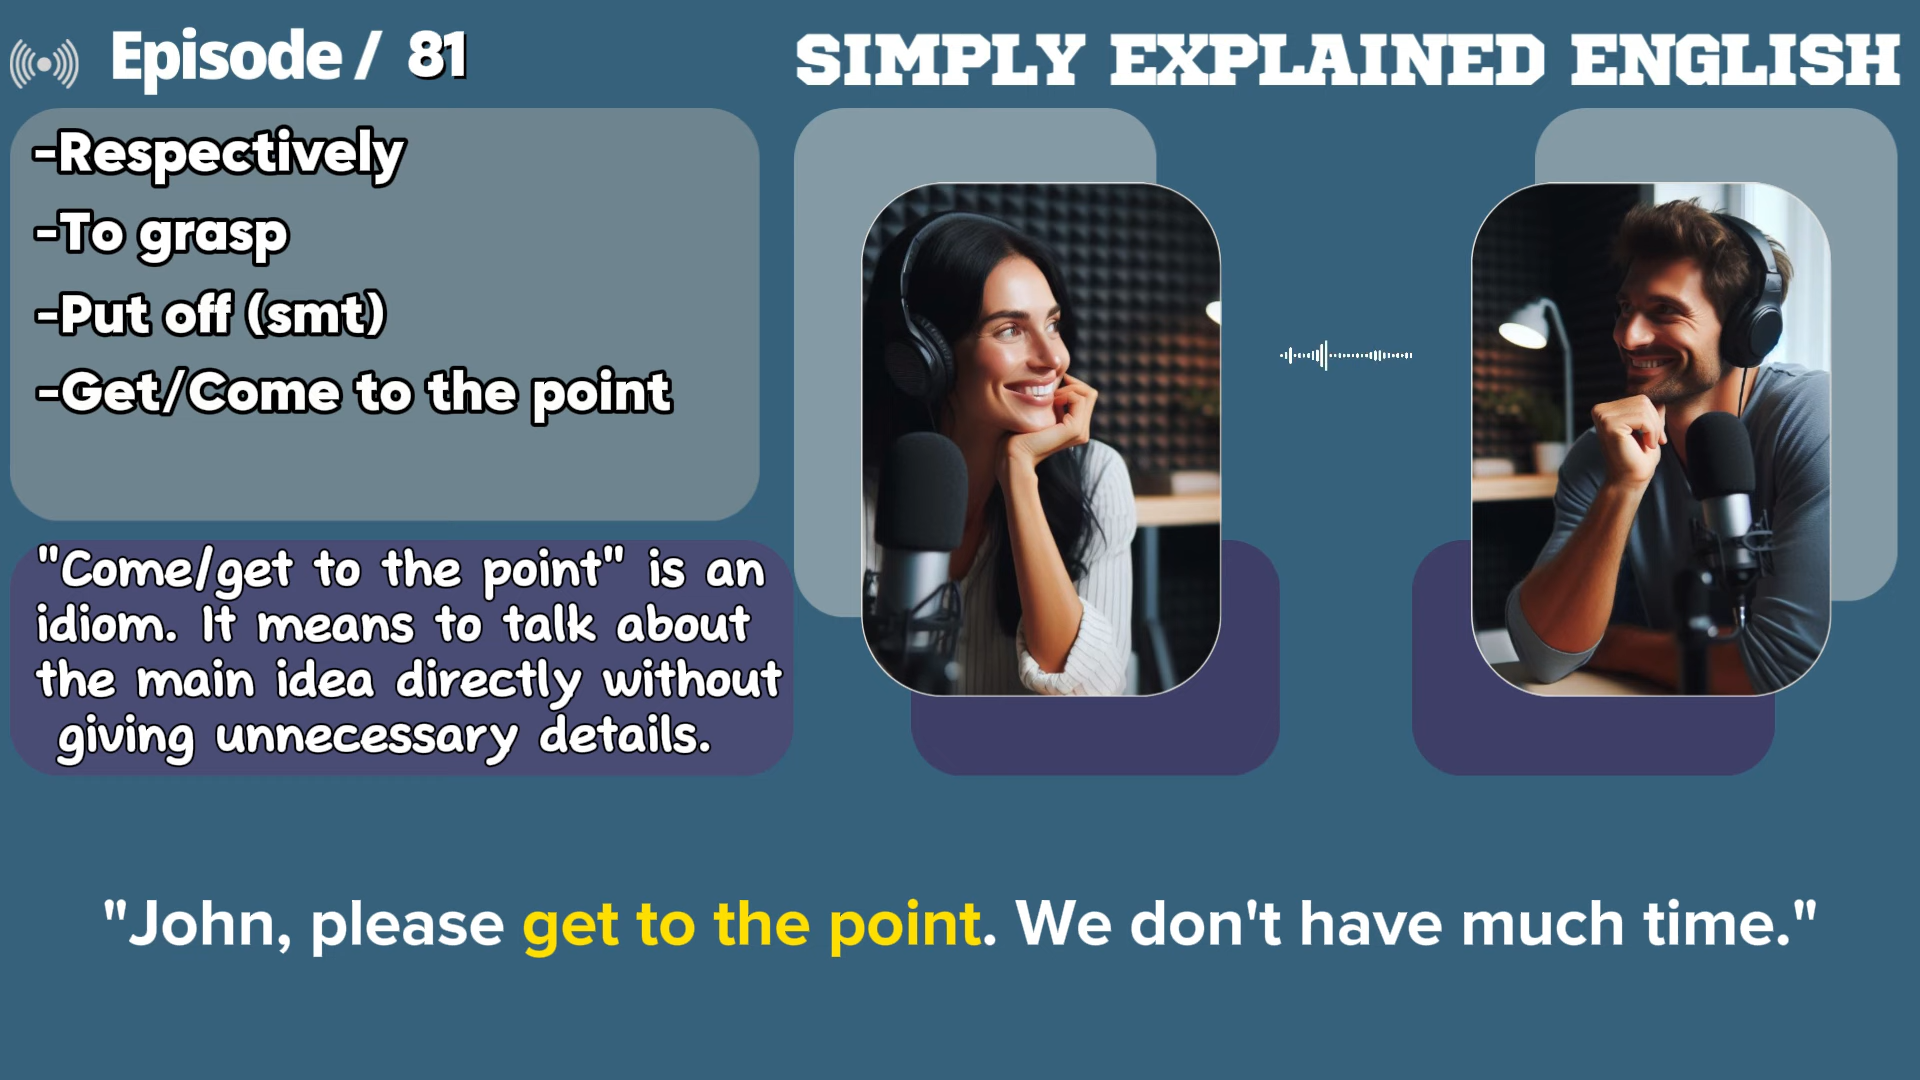 Episode / 81
SIMPLY EXPLAINED ENGLISH
-Respectively
-To grasp
-Put off (smt)
-Get/Come to the point
"Come/get to the point" is an
idiom. It means to talk about
the main idea directly without
giving unnecessary details.
"John, please get to the point. We don't have much time."